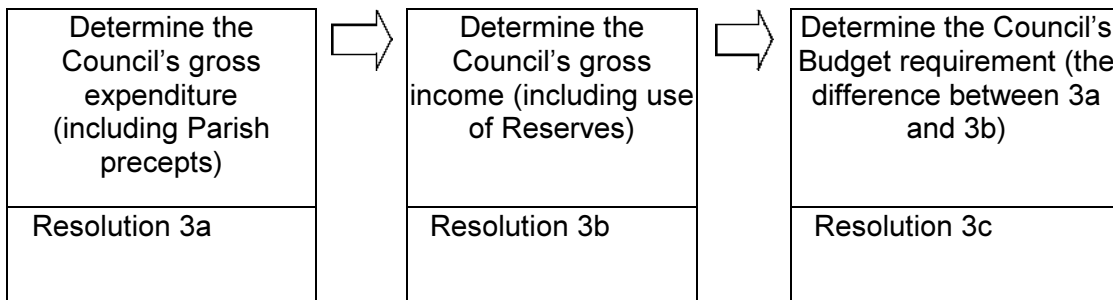 Determine the
Council’s gross
expenditure
(including Parish
precepts)
Resolution 3a
Determine the
Council’s gross
income (including use
of Reserves)
Resolution 3b
Determine the Council’s
Budget requirement (the
difference between 3a
and 3b)
Resolution 3c